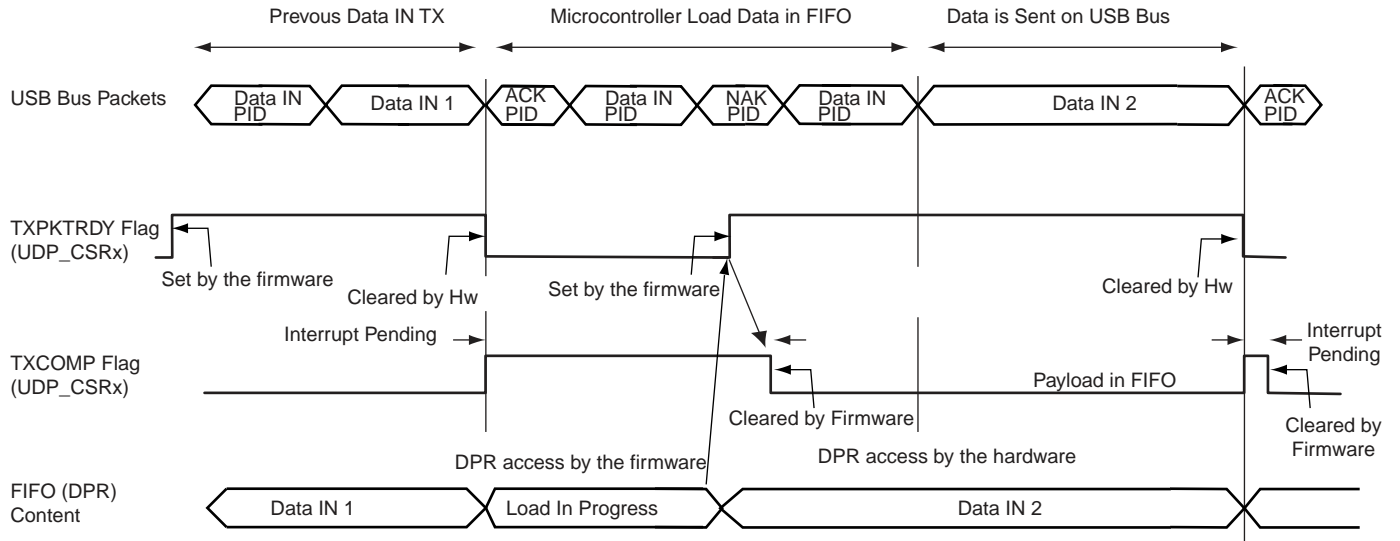 Prevous Data IN TX
Microcontroller Load Data in FIFO
Data is Sent on USB Bus
USB Bus Packets
Data IN
PID
Data IN 1
ACK
PID
Data IN
PID
NAK
PID
Data IN
PID
Data IN 2
ACK
PID
TXPKTRDY Flag
(UDP_CSRx)
Set by the firmware
Cleared by Hw
Set by the firmware
Cleared by Hw
Interrupt Pending
Interrupt
Pending
TXCOMP Flag
(UDP_CSRx)
Payload in FIFO
Cleared by Firmware
Cleared by
Firmware
DPR access by the firmware
DPR access by the hardware
FIFO (DPR)
Content
Data IN 1
Load In Progress
Data IN 2